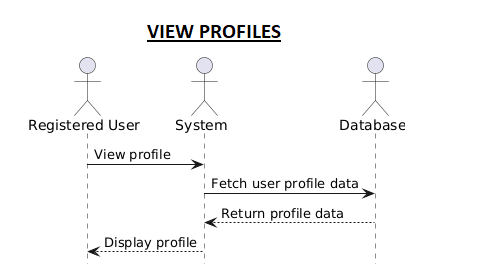 VIEW PROFILES
Registered User System Database
View profile
Fetch user profile data
Return profile data
Display profile